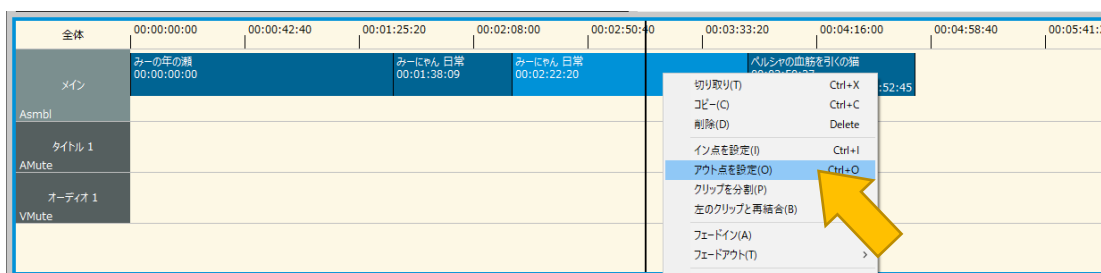 全体
00:00:00:00
00:00:42:40
00:01:25:20
00:02:08:00
00:02:50:40
00:03:33:20
00:04:16:00
00:04:58:40
00:05:41:
メイン
Asmbl
みーの年の瀬
00:00:00:00
みーにゃん 日常
00:01:38:09
みーにゃん 日常
00:02:22:20
ペルシャの血筋を引くの猫
:52:45
タイトル 1
AMute
オーディオ 1
VMute
切り取り(T) Ctrl+X
コピー(C) Ctrl+C
削除(D) Delete
イン点を設定(I) Ctrl+I
アウト点を設定(O) Ctrl+O
クリップを分割(P)
左のクリップと再結合(B)
フェードイン(A)
フェードアウト(T)